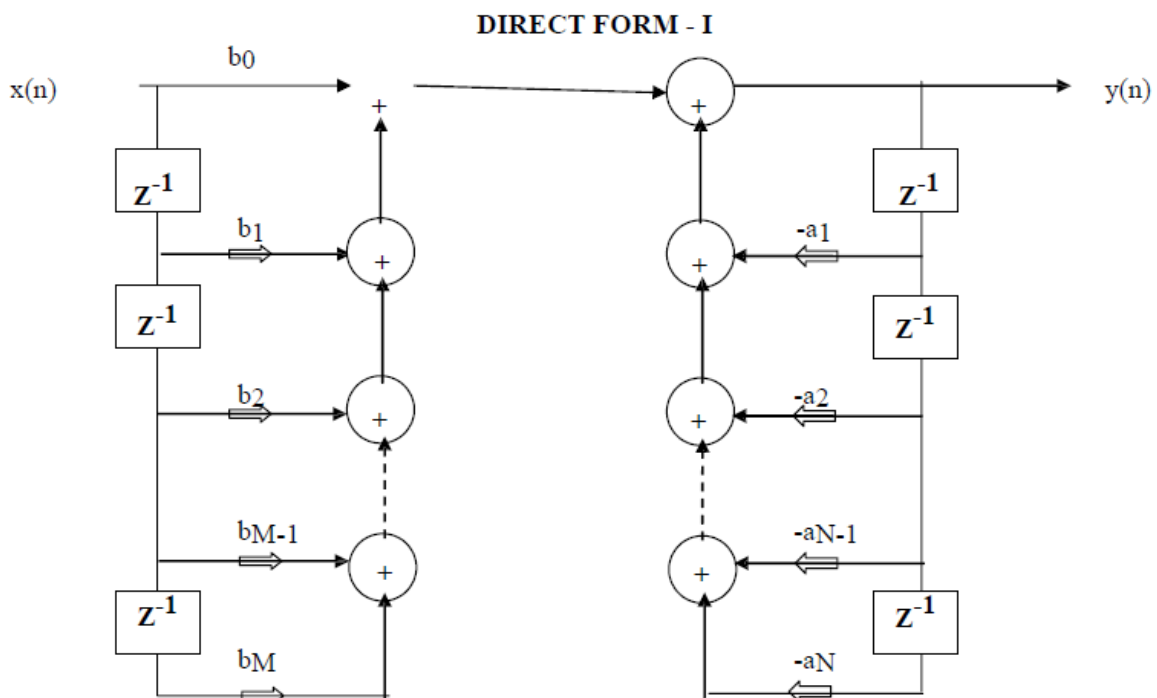 DIRECT FORM - I
b0
x(n)
+
+
y(n)
Z-1
Z-1
b1
-a1
+
+
Z-1
Z-1
b2
-a2
+
+
bM-1
-aN-1
+
+
Z-1
Z-1
bM
-aN